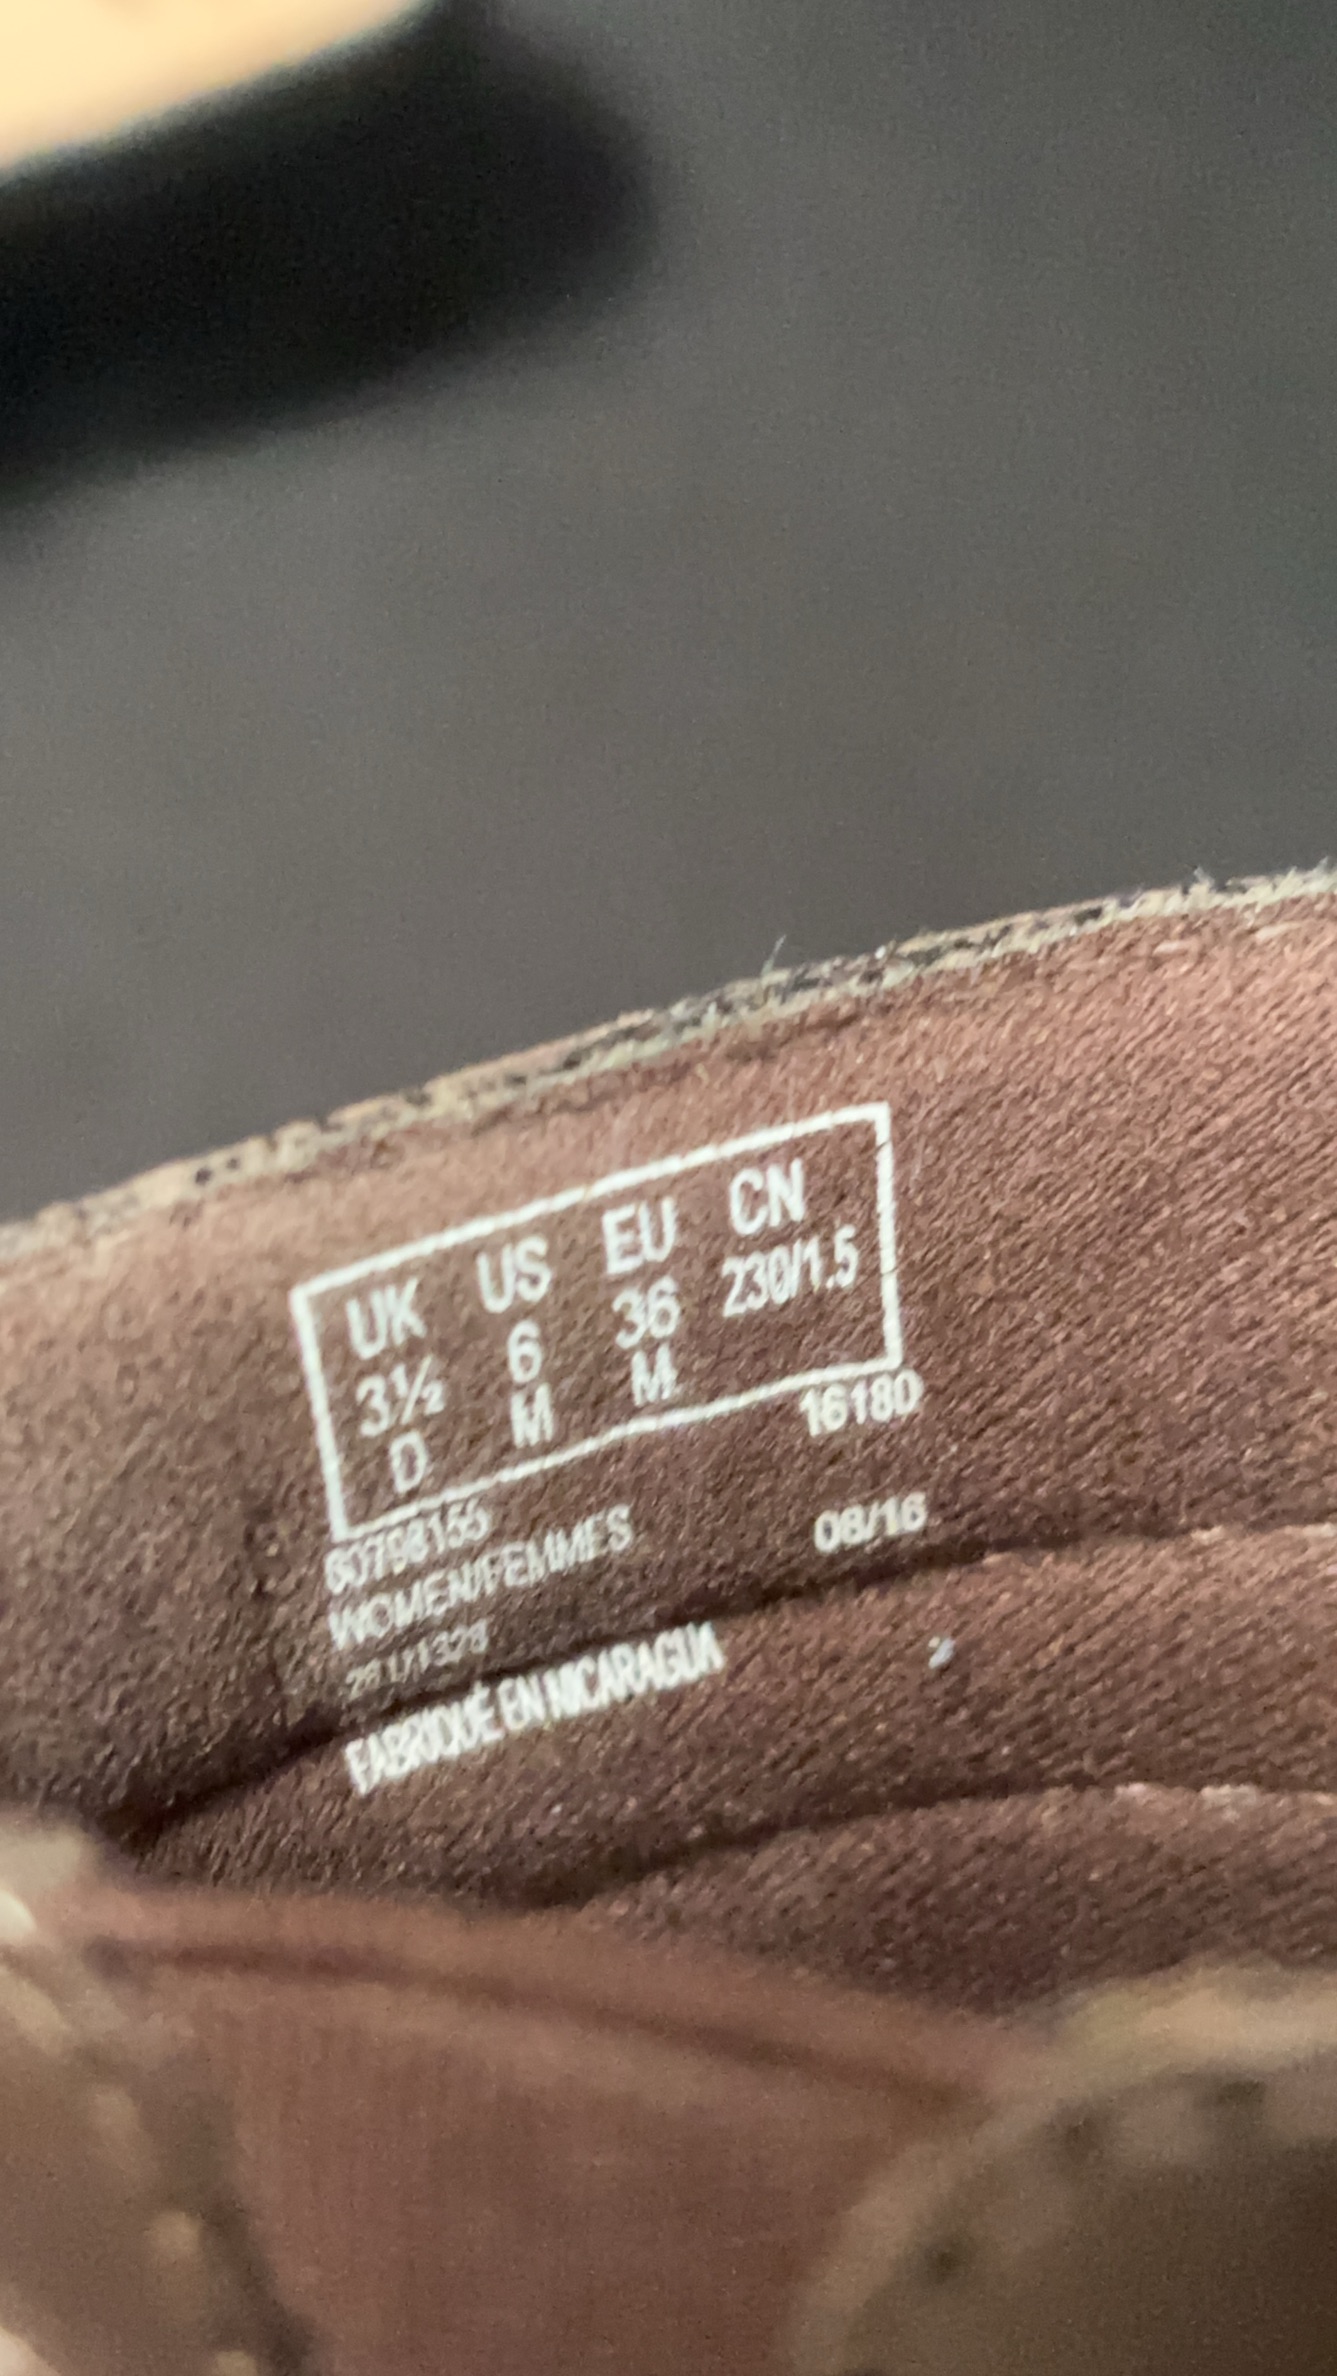 UK US EU CN
3½ 6 36 230/1.5
D M M
16180
WOMEN/FEMMES 08/16
FABRIQUÉ EN NICARAGUA